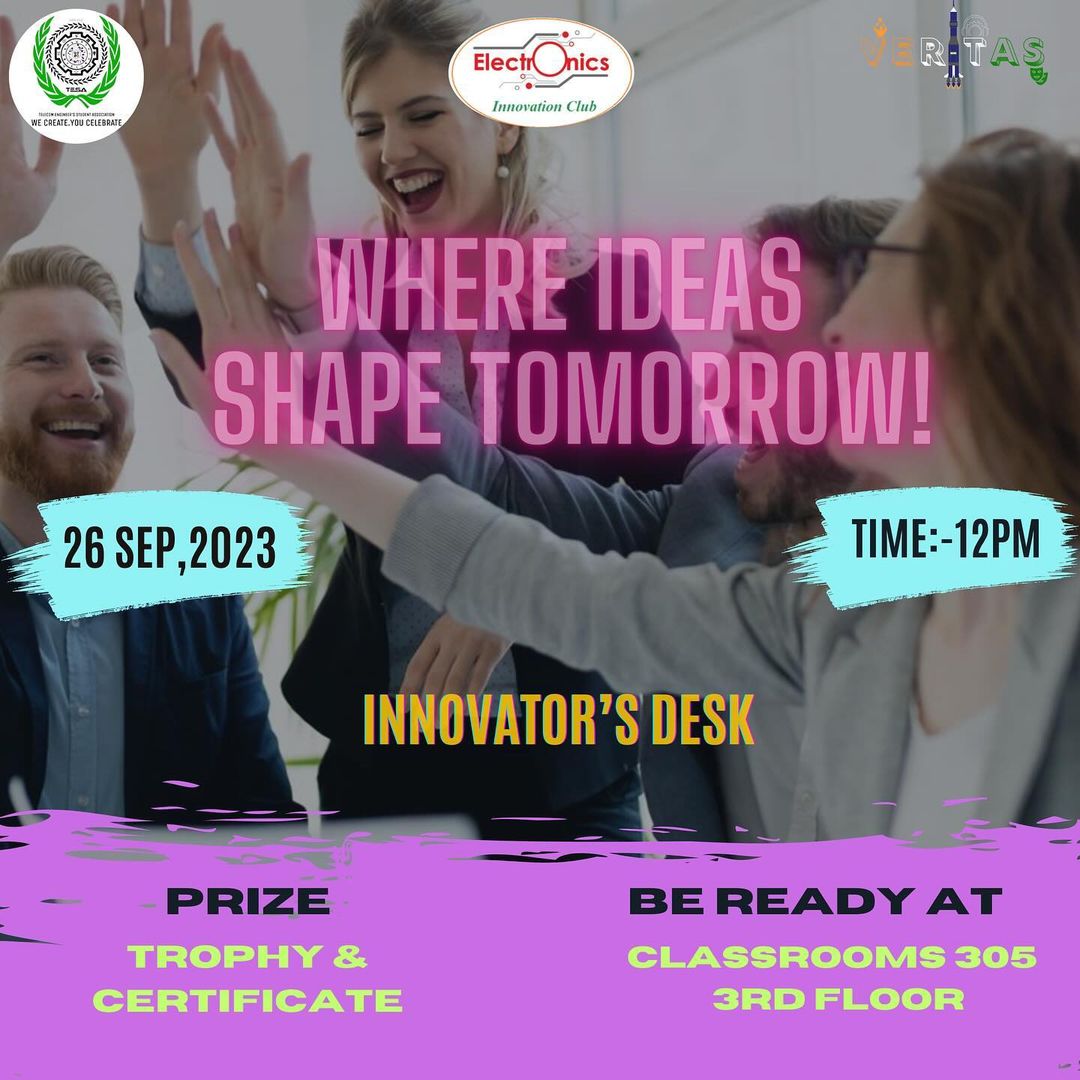 TESA
TELECOM ENGINEER'S STUDENT ASSOCIATION
WE CREATE.YOU CELEBRATE
ElectrOnics
Innovation Club
VERITAS
WHERE IDEAS
SHAPE TOMORROW!
26 SEP,2023
TIME:-12PM
INNOVATOR’S DESK
PRIZE
TROPHY &
CERTIFICATE
BE READY AT
CLASSROOMS 305
3RD FLOOR